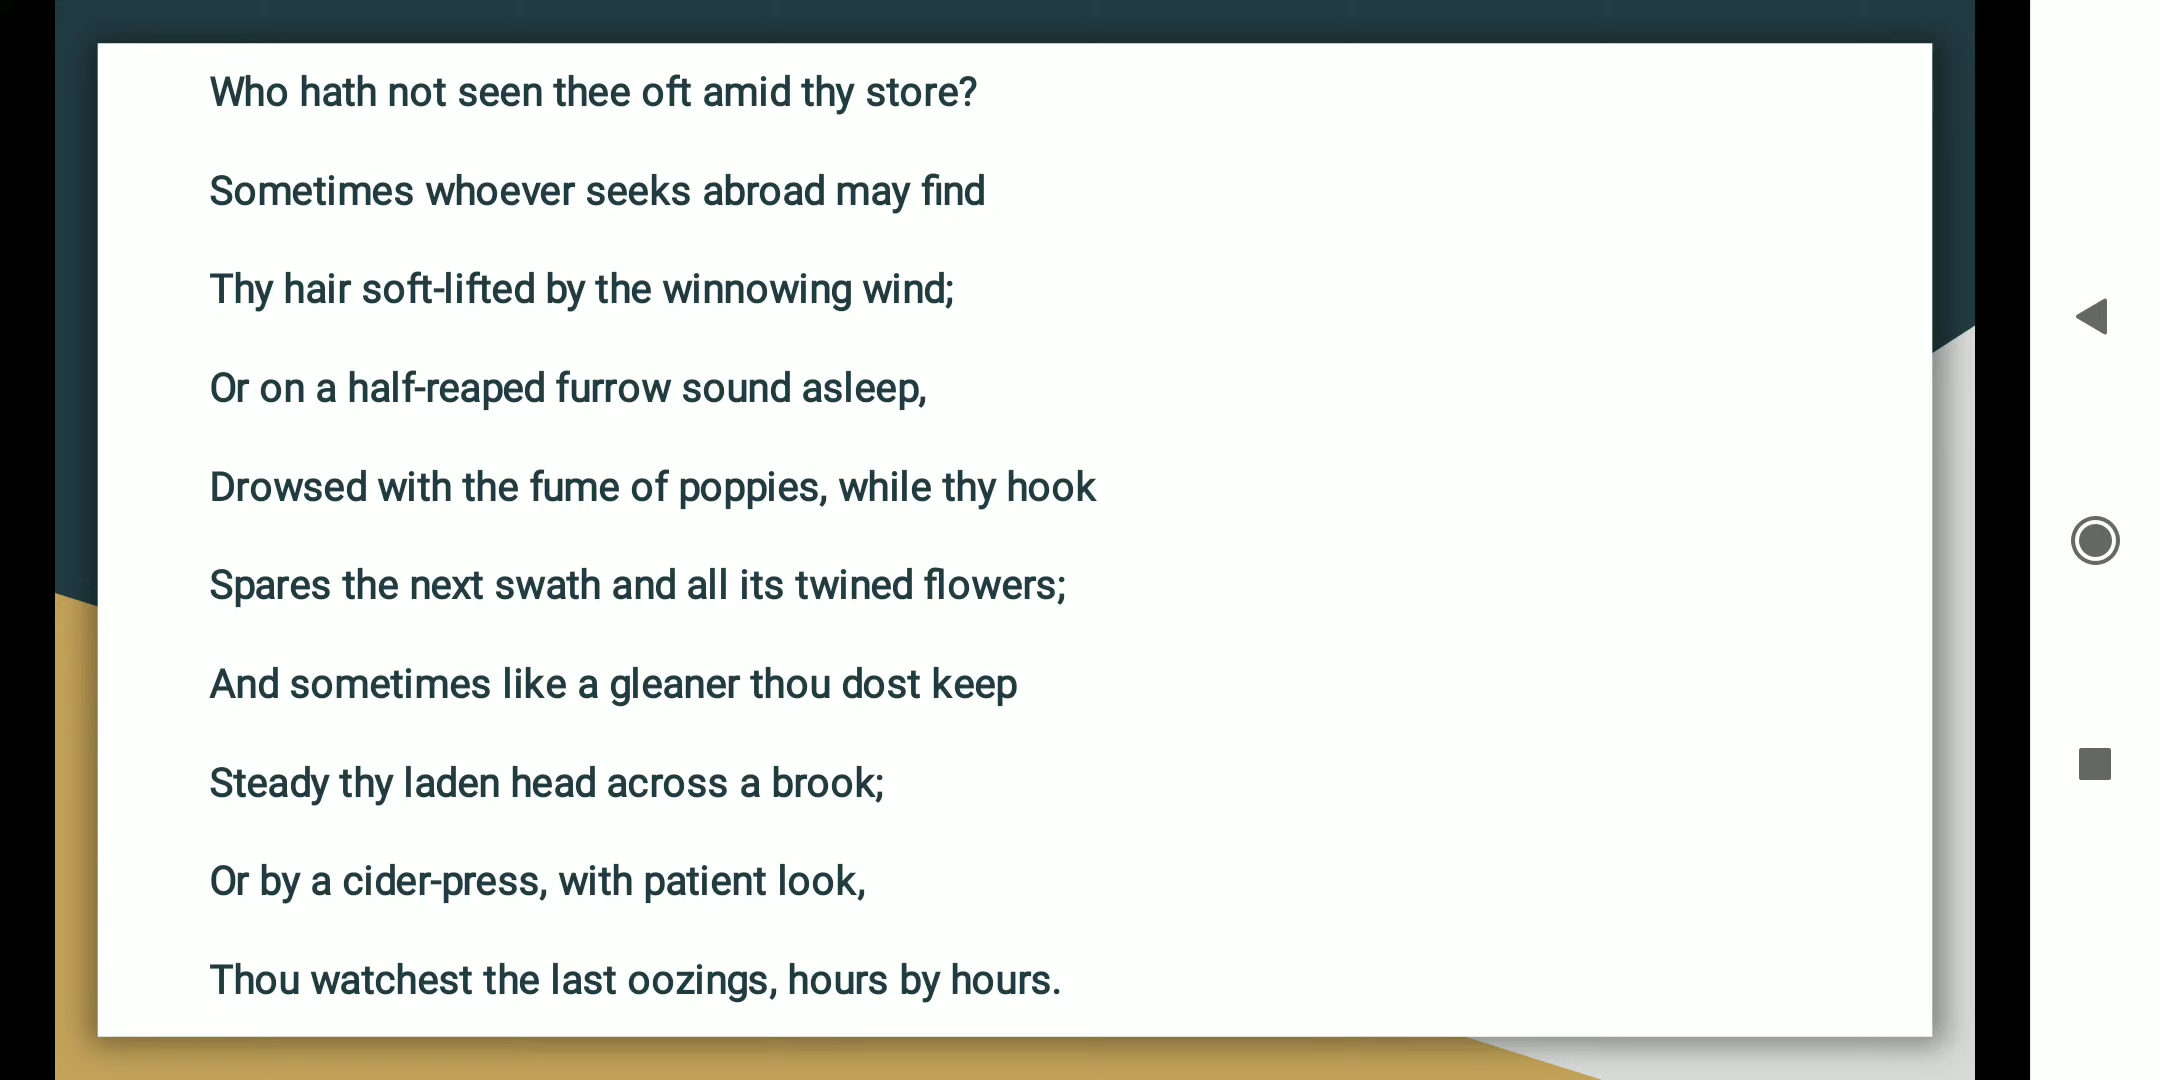 Who hath not seen thee oft amid thy store?
Sometimes whoever seeks abroad may find
Thy hair soft-lifted by the winnowing wind;
Or on a half-reaped furrow sound asleep,
Drowsed with the fume of poppies, while thy hook
Spares the next swath and all its twined flowers;
And sometimes like a gleaner thou dost keep
Steady thy laden head across a brook;
Or by a cider-press, with patient look,
Thou watchest the last oozings, hours by hours.